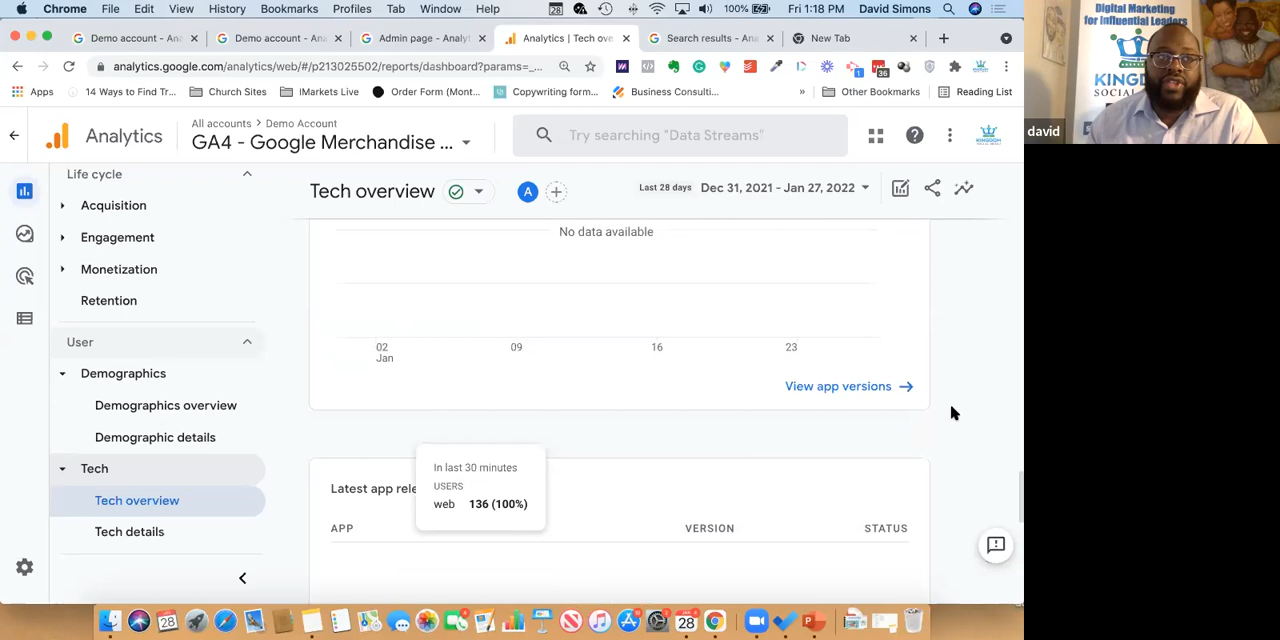 Chrome File Edit View History Bookmarks Profiles Tab Window Help 28 100% Fri 1:18 PM David Simons
Demo account - An Demo account - An Admin page - Analyt Analytics | Tech ove Search results - Ana New Tab
analytics.google.com/analytics/web/#/p213025502/reports/dashboard?params=_...
1 36
Apps 14 Ways to Find Tr... Church Sites IMarkets Live Order – (Mont... Copywriting form... Business Consulti... » Other Bookmarks Reading List
Analytics
All accounts > Demo Account
GA4 - Google Merchandise ...
Try searching "Data Streams"
Life cycle
Acquisition
Engagement
Monetization
Retention
User
Demographics
Demographics overview
Demographic details
Tech
Tech overview
Tech details
Tech overview
A
Last 28 days Dec 31, 2021 - Jan 27, 2022
No data available
02 09 16 23
Jan
View app versions
In last 30 minutes
USERS
web 136 (100%)
Latest app rele
APP VERSION STATUS
28 28
Digital Marketing
for Influential Leaders
KINGD
SOCIAL
david